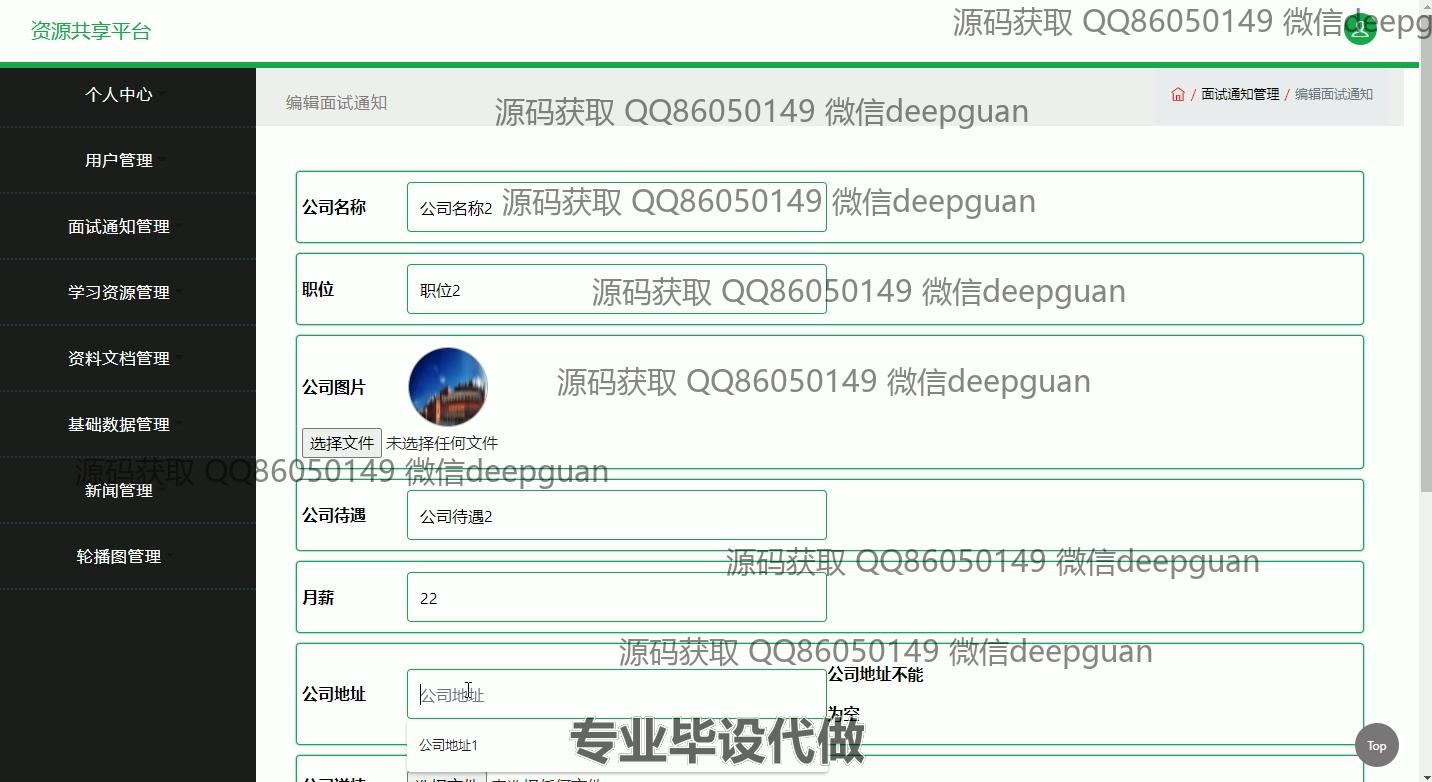 资源共享平台
源码获取 QQ86050149 微信deepg
个人中心
用户管理
面试通知管理
学习资源管理
资料文档管理
基础数据管理
新闻管理
轮播图管理
编辑面试通知
源码获取 QQ86050149 微信deepguan
/ 面试通知管理 / 编辑面试通知
公司名称 公司名称2
源码获取 QQ86050149 微信deepguan
职位 职位2
源码获取 QQ86050149 微信deepguan
公司图片
源码获取 QQ86050149 微信deepguan
选择文件 未选择任何文件
源码获取 QQ86050149 微信deepguan
公司待遇 公司待遇2
源码获取 QQ86050149 微信deepguan
月薪 22
源码获取 QQ86050149 微信deepguan
公司地址 公司地址
公司地址不能
为空
公司地址1
专业毕设代做
Top
公司详情 选择文件 未选择任何文件